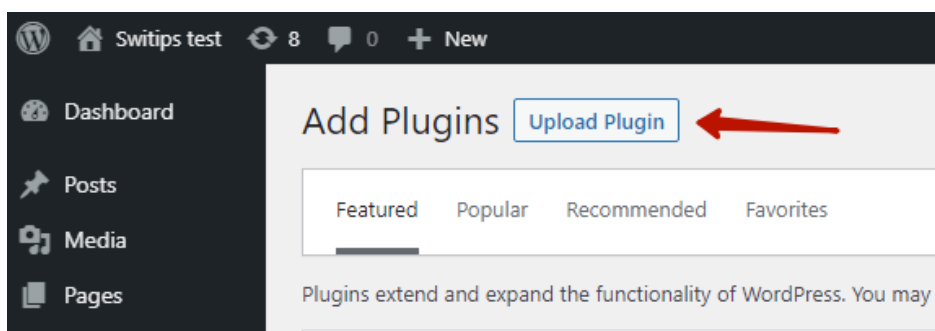 Switips test 8 0 New
Dashboard
Add Plugins Upload Plugin
Posts
Featured Popular Recommended Favorites
Media
Pages
Plugins extend and expand the functionality of WordPress. You may